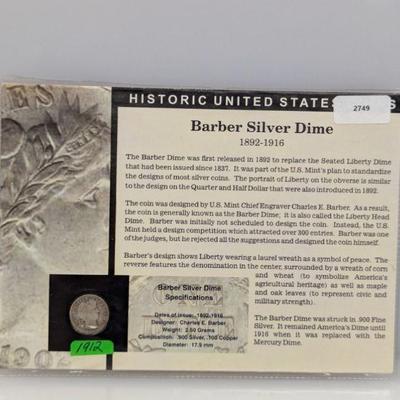 HISTORIC UNITED STATES
2749
Barber Silver Dime
1892-1916
The Barber Dime was first released in 1892 to replace the Seated Liberty Dime
that had been issued since 1837. It was part of the U.S. Mint's plan to standardize
the designs of most silver coins. The portrait of Liberty on the obverse is similar
to the design on the Quarter and Half Dollar that were also introduced in 1892.
The coin was designed by U.S. Mint Chief Engraver Charles E. Barber. As a result,
the coin is generally known as the Barber Dime; it is also called the Liberty Head
Dime. Barber was initially not scheduled to design the coin. Instead, the U.S.
Mint held a design competition which attracted over 300 entries. Barber was one
of the judges, but he rejected all the suggestions and designed the coin himself.
Barber's design shows Liberty wearing a laurel wreath as a symbol of peace. The
reverse features the denomination in the center, surrounded by a wreath of corn
and wheat (to symbolize America's
agricultural heritage) as well as maple
and oak leaves (to represent civic and
military strength).
The Barber Dime was struck in .900 Fine
Silver. It remained America's Dime until
1916 when it was replaced with the
Mercury Dime.
Barber Silver Dime
Specifications
Dates of Issue: 1892-1916
Designer: Charles E. Barber
Weight: 2.50 Grams
Composition: .900 Silver, .100 Copper
Diameter: 17.9 mm
1912
1902